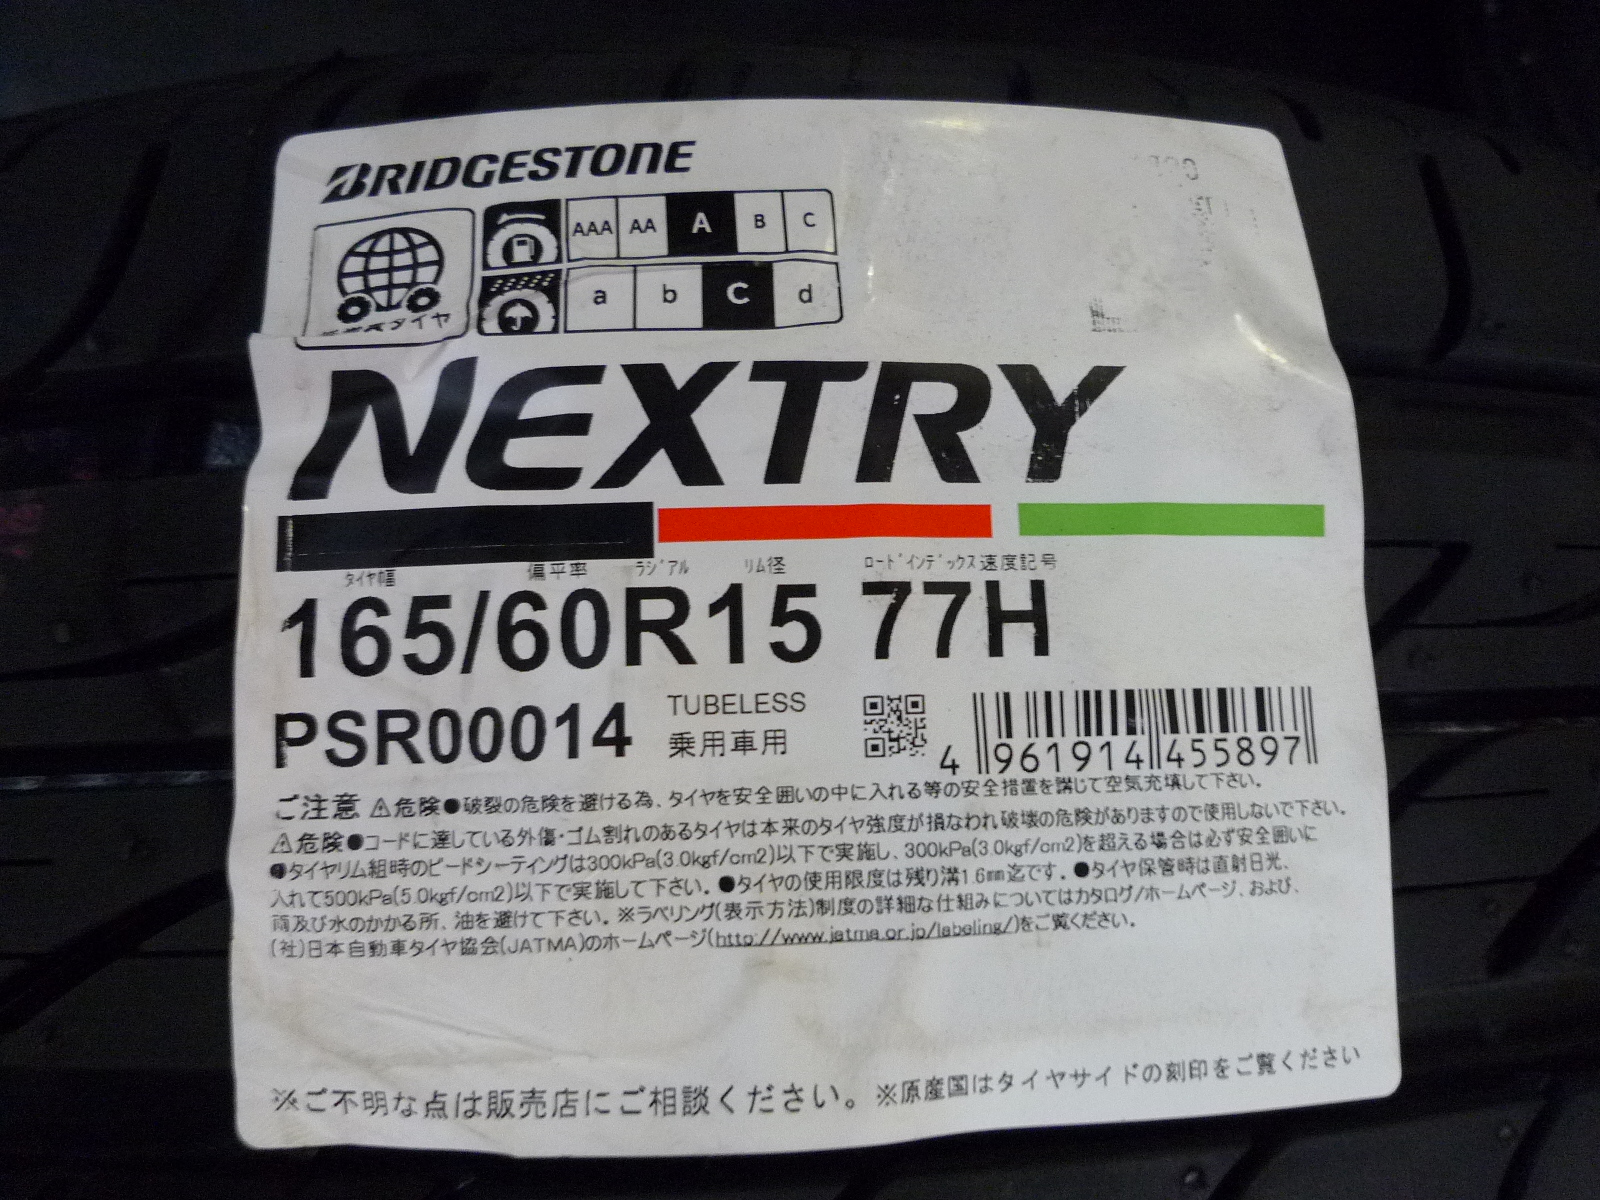 BRIDGESTONE
AAA AA A B C
タイヤ
a b c d
NEXTRY
タイヤ幅 偏平率 ラジアル リム径 ロードインデックス 速度記号
165/60R15 77H
PSR00014 TUBELESS
乗用車用
4 961914 455897
ご注意 ⚠危険●破裂の危険を避ける為、タイヤを安全囲いの中に入れる等の安全措置を講じて空気充填して下さい。
⚠危険●コードに達している外傷・ゴム割れのあるタイヤは本来のタイヤ強度が損なわれ破壊の危険がありますので使用しないで下さい。
●タイヤリム組時のビードシーティングは300kPa(3.0kgf/cm2)以下で実施し、300kPa(3.0kgf/cm2)を超える場合は必ず安全囲いに
入れて500kPa(5.0kgf/cm2)以下で実施して下さい。●タイヤの使用限度は残り溝1.6mm迄です。●タイヤ保管時は直射日光、
雨及び水のかかる所、油を避けて下さい。※ラベリング(表示方法)制度の詳細な仕組みについてはカタログ/ホームページ、および、
(社)日本自動車タイヤ協会(JATMA)のホームページ(http://www.jatma.or.jp/labeling/)をご覧ください。
※ご不明な点は販売店にご相談ください。※原産国はタイヤサイドの刻印をご覧ください